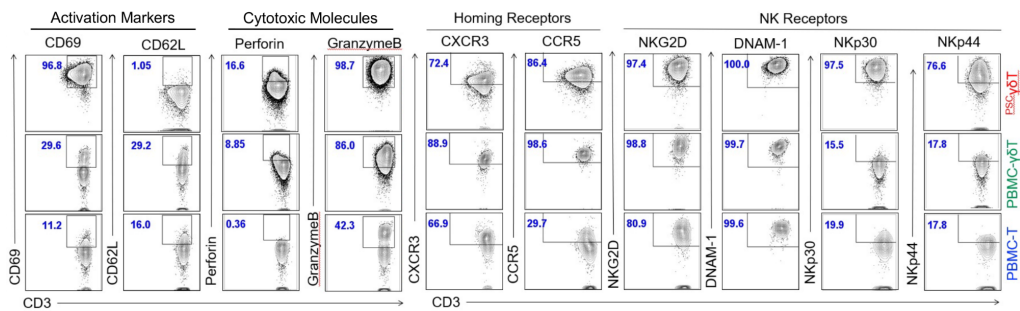 Activation Markers
Cytotoxic Molecules
Homing Receptors
NK Receptors
CD69
CD62L
Perforin
GranzymeB
CXCR3
CCR5
NKG2D
DNAM-1
NKp30
NKp44
96.8
1.05
16.6
98.7
72.4
86.4
97.4
100.0
97.5
76.6
PSCγδT
29.6
29.2
8.85
86.0
88.9
98.6
98.8
99.7
15.5
17.8
PBMC-γδT
11.2
16.0
0.36
42.3
66.9
29.7
80.9
99.6
19.9
17.8
PBMC-T
CD69
CD62L
Perforin
GranzymeB
CXCR3
CCR5
NKG2D
DNAM-1
NKp30
NKp44
CD3
CD3